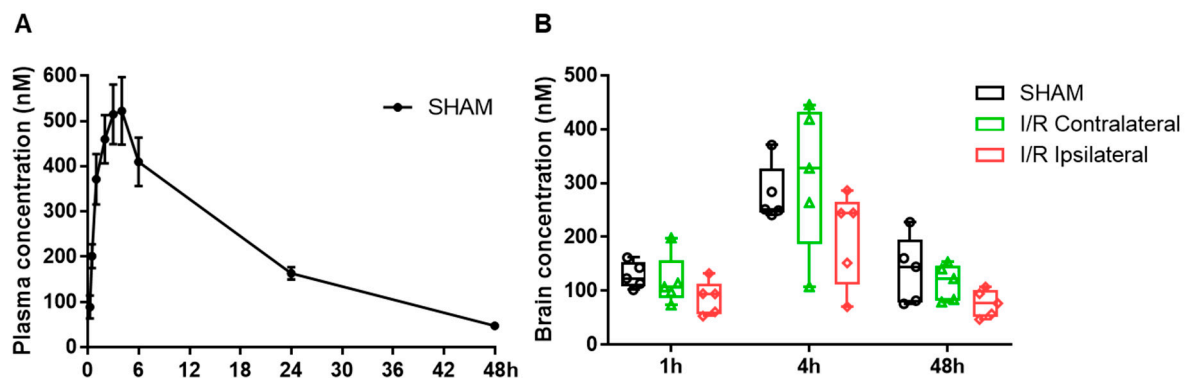 A
Plasma concentration (nM)
600
500
400
300
200
100
0
0 6 12 18 24 30 36 42 48h
SHAM
B
Brain concentration (nM)
500
400
300
200
100
0
1h 4h 48h
SHAM
I/R Contralateral
I/R Ipsilateral